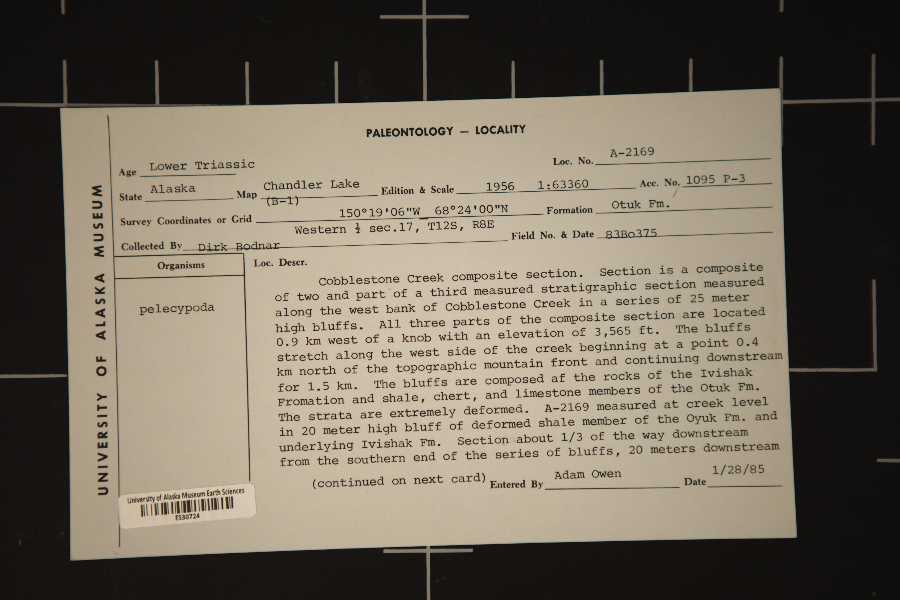 PALEONTOLOGY — LOCALITY
Loc. No. A-2169
Age Lower Triassic
State Alaska Map Chandler Lake (B-1) Edition & Scale 1956 1:63360 Acc. No. 1095 P-3
Survey Coordinates or Grid 150°19'06"W 68°24'00"N Formation Otuk Fm.
Western ½ sec.17, T12S, R8E
Collected By Dirk Bodnar Field No. & Date 83Bo375
Organisms
pelecypoda
Loc. Descr.
Cobblestone Creek composite section. Section is a composite
of two and part of a third measured stratigraphic section measured
along the west bank of Cobblestone Creek in a series of 25 meter
high bluffs. All three parts of the composite section are located
0.9 km west of a knob with an elevation of 3,565 ft. The bluffs
stretch along the west side of the creek beginning at a point 0.4
km north of the topographic mountain front and continuing downstream
for 1.5 km. The bluffs are composed af the rocks of the Ivishak
Fromation and shale, chert, and limestone members of the Otuk Fm.
The strata are extremely deformed. A-2169 measured at creek level
in 20 meter high bluff of deformed shale member of the Oyuk Fm. and
underlying Ivishak Fm. Section about 1/3 of the way downstream
from the southern end of the series of bluffs, 20 meters downstream
(continued on next card) Entered By Adam Owen Date 1/28/85
UNIVERSITY OF ALASKA MUSEUM
University of Alaska Museum Earth Sciences
ES30724